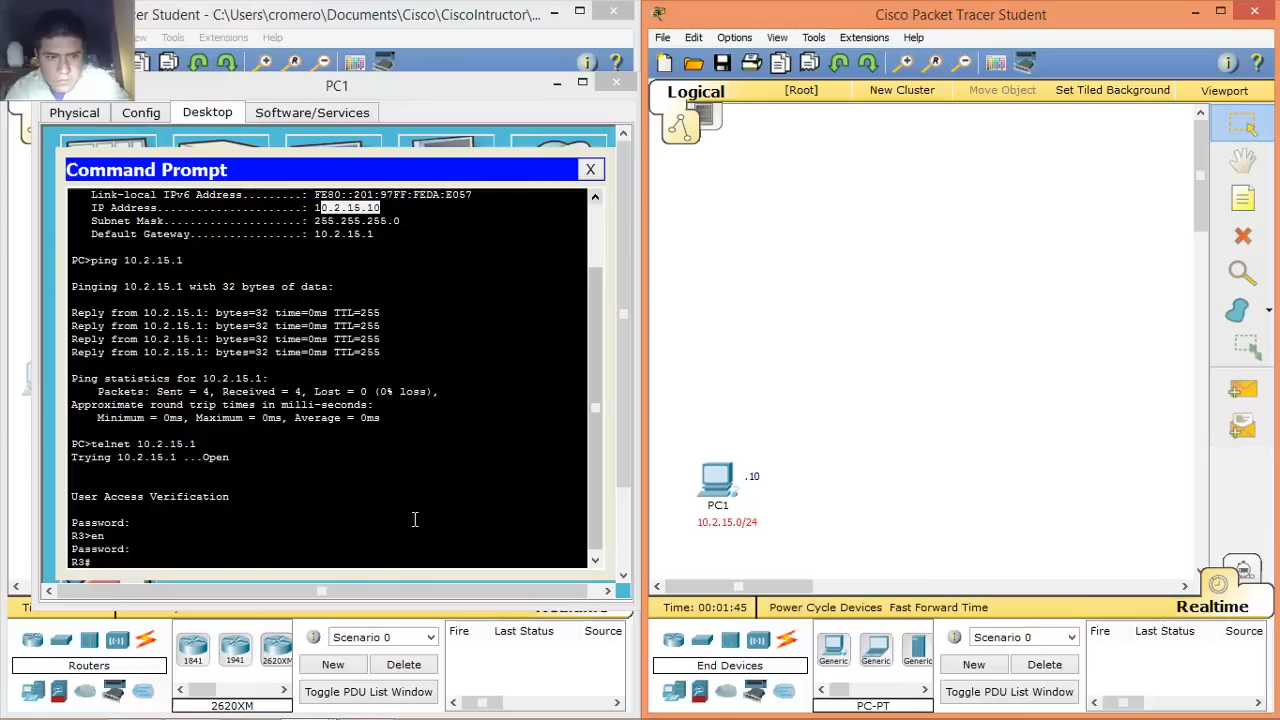 er Student - C:\Users\cromero\Documents\Cisco\CiscoIntructor\...
Tools Extensions Help
PC1
Physical Config Desktop Software/Services
Command Prompt
X
Link-local IPv6 Address.........: FE80::201:97FF:FEDA:E057
IP Address......................: 10.2.15.10
Subnet Mask.....................: 255.255.255.0
Default Gateway.................: 10.2.15.1
PC>ping 10.2.15.1
Pinging 10.2.15.1 with 32 bytes of data:
Reply from 10.2.15.1: bytes=32 time=0ms TTL=255
Reply from 10.2.15.1: bytes=32 time=0ms TTL=255
Reply from 10.2.15.1: bytes=32 time=0ms TTL=255
Reply from 10.2.15.1: bytes=32 time=0ms TTL=255
Ping statistics for 10.2.15.1:
Packets: Sent = 4, Received = 4, Lost = 0 (0% loss),
Approximate round trip times in milli-seconds:
Minimum = 0ms, Maximum = 0ms, Average = 0ms
PC>telnet 10.2.15.1
Trying 10.2.15.1 ...Open
User Access Verification
Password:
R3>en
Password:
R3#
Scenario 0
Fire Last Status Source
1841 1941 2620XM
Routers
New Delete
Toggle PDU List Window
2620XM
Cisco Packet Tracer Student
File Edit Options View Tools Extensions Help
Logical [Root] New Cluster Move Object Set Tiled Background Viewport
.10
PC1
10.2.15.0/24
Time: 00:01:45 Power Cycle Devices Fast Forward Time
Realtime
Scenario 0
Fire Last Status Source
Generic Generic Generic
End Devices
New Delete
Toggle PDU List Window
PC-PT